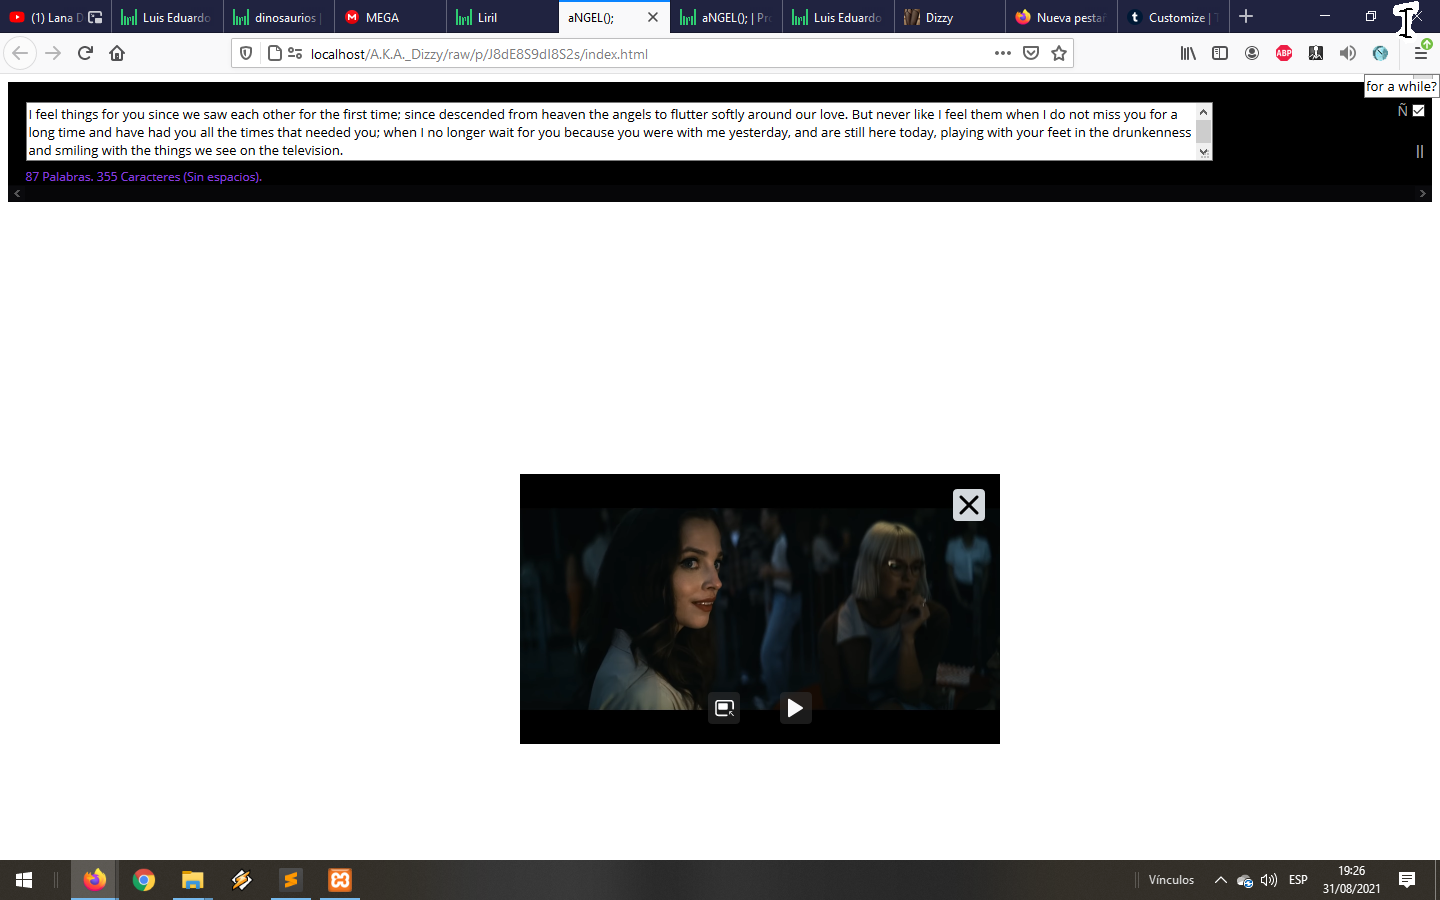 (1) Lana D
Luis Eduardo
dinosaurios |
MEGA
Liril
aNGEL();
aNGEL(); | Pro
Luis Eduardo
Dizzy
Nueva pestañ
Customize | T
localhost/A.K.A._Dizzy/raw/p/J8dE8S9dI8S2s/index.html
ABP
for a while?
I feel things for you since we saw each other for the first time; since descended from heaven the angels to flutter softly around our love. But never like I feel them when I do not miss you for a
long time and have had you all the times that needed you; when I no longer wait for you because you were with me yesterday, and are still here today, playing with your feet in the drunkenness
and smiling with the things we see on the television.
Ñ
87 Palabras. 355 Caracteres (Sin espacios).
Vínculos
ESP
19:26
31/08/2021